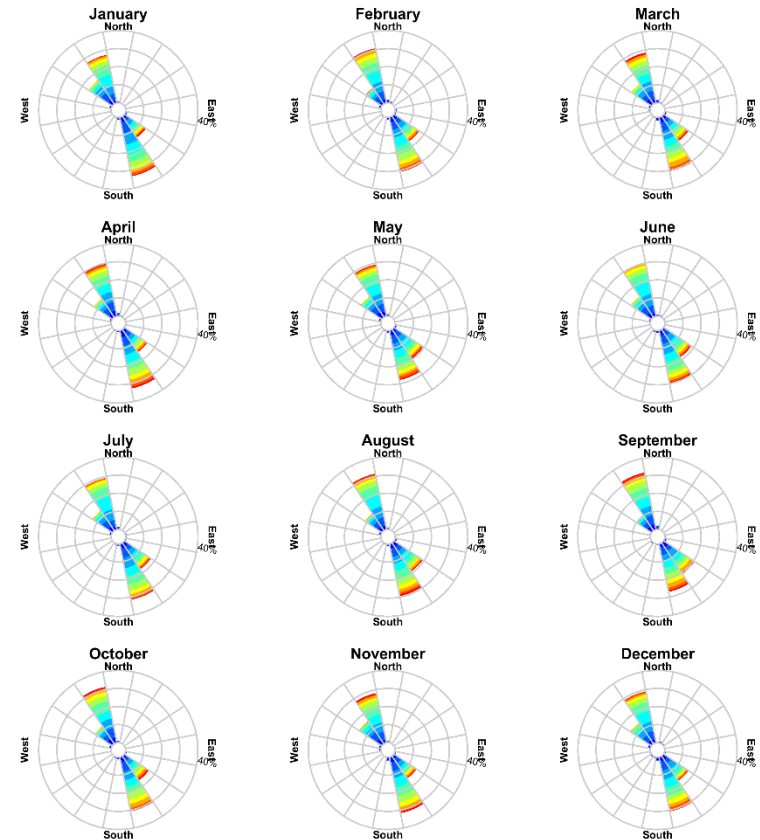 January February March
North North North
West East 40% West East 40% West East 40%
South South South
April May June
North North North
West East 40% West East 40% West East 40%
South South South
July August September
North North North
West East 40% West East 40% West East 40%
South South South
October November December
North North North
West East 40% West East 40% West East 40%
South South South